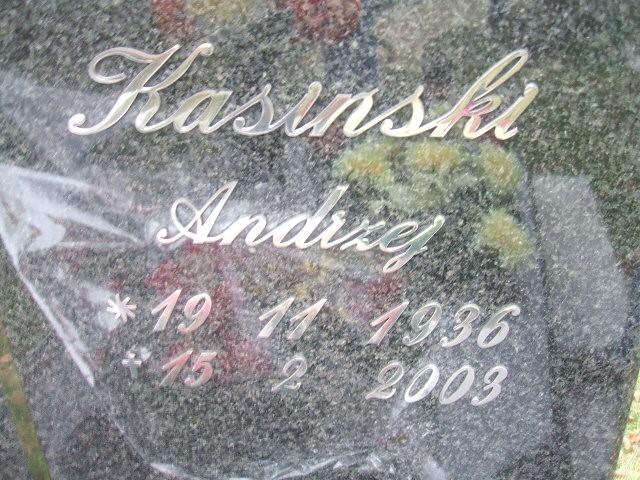 Kasinski
Andrzej
* 19 11 1936
+ 15 2 2003